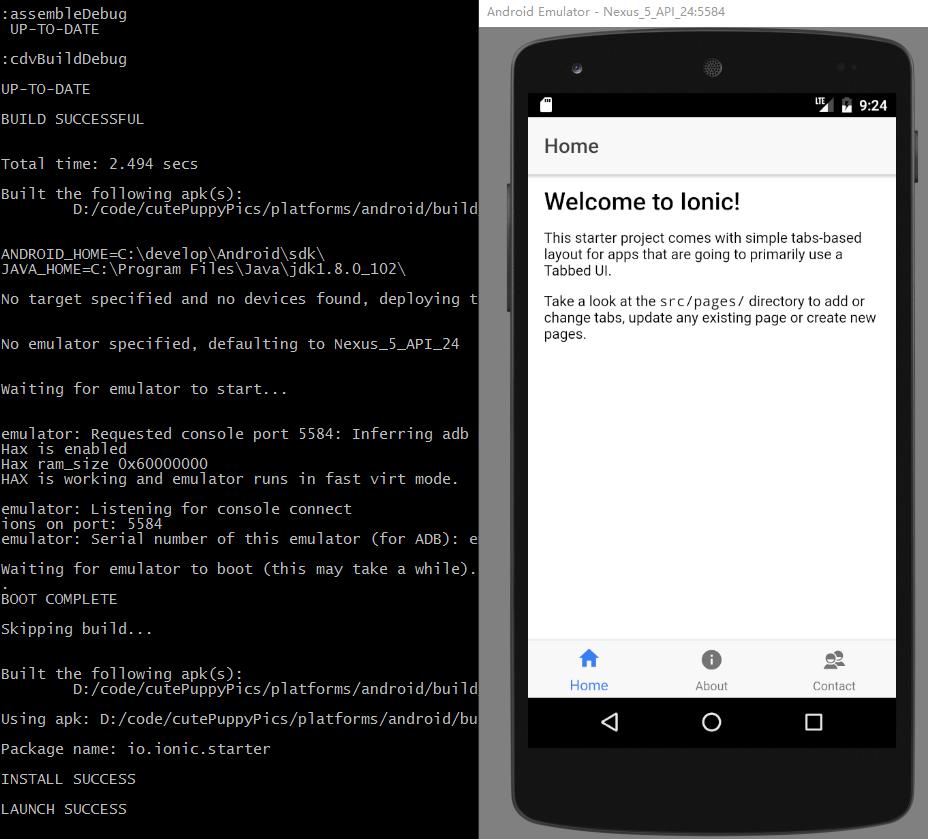 :assembleDebug
UP-TO-DATE
:cdvBuildDebug
UP-TO-DATE
BUILD SUCCESSFUL
Total time: 2.494 secs
Built the following apk(s):
D:/code/cutePuppyPics/platforms/android/build
ANDROID_HOME=C:\develop\Android\sdk\
JAVA_HOME=C:\Program Files\Java\jdk1.8.0_102\
No target specified and no devices found, deploying t
No emulator specified, defaulting to Nexus_5_API_24
Waiting for emulator to start...
emulator: Requested console port 5584: Inferring adb
Hax is enabled
Hax ram_size 0x60000000
HAX is working and emulator runs in fast virt mode.
emulator: Listening for console connect
ions on port: 5584
emulator: Serial number of this emulator (for ADB): e
Waiting for emulator to boot (this may take a while).
.
BOOT COMPLETE
Skipping build...
Built the following apk(s):
D:/code/cutePuppyPics/platforms/android/build
Using apk: D:/code/cutePuppyPics/platforms/android/bu
Package name: io.ionic.starter
INSTALL SUCCESS
LAUNCH SUCCESS
Android Emulator - Nexus_5_API_24:5584
LTE 9:24
Home
Welcome to Ionic!
This starter project comes with simple tabs-based
layout for apps that are going to primarily use a
Tabbed UI.
Take a look at the src/pages/ directory to add or
change tabs, update any existing page or create new
pages.
Home About Contact